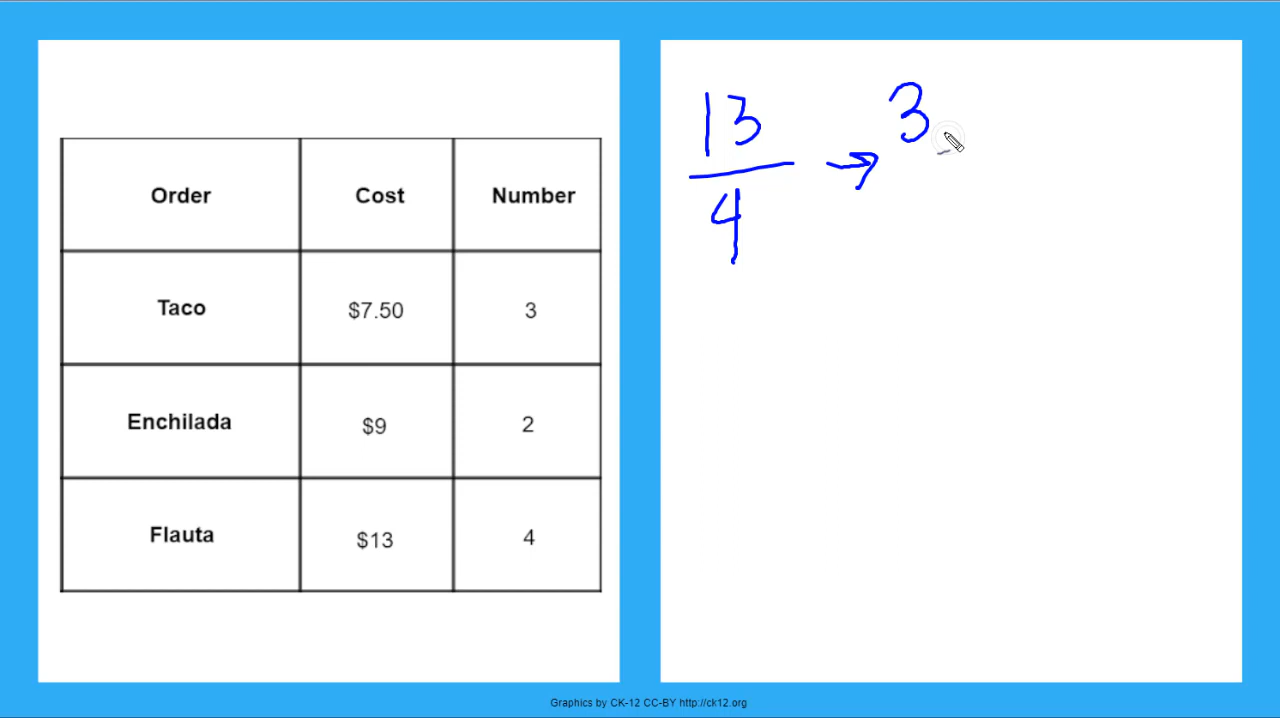 Order Cost Number
Taco $7.50 3
Enchilada $9 2
Flauta $13 4
13
4
→ 3
Graphics by CK-12 CC-BY http://ck12.org